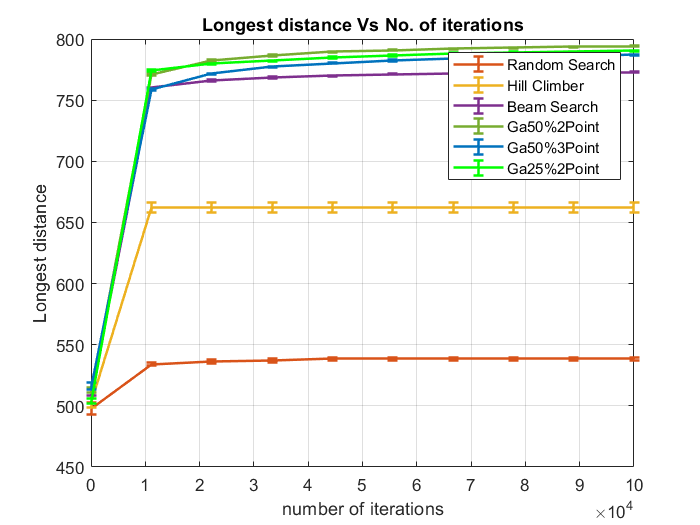 Longest distance Vs No. of iterations
800
750
700
650
600
550
500
450
Longest distance
Random Search
Hill Climber
Beam Search
Ga50%2Point
Ga50%3Point
Ga25%2Point
0 1 2 3 4 5 6 7 8 9 10
number of iterations
×10⁴